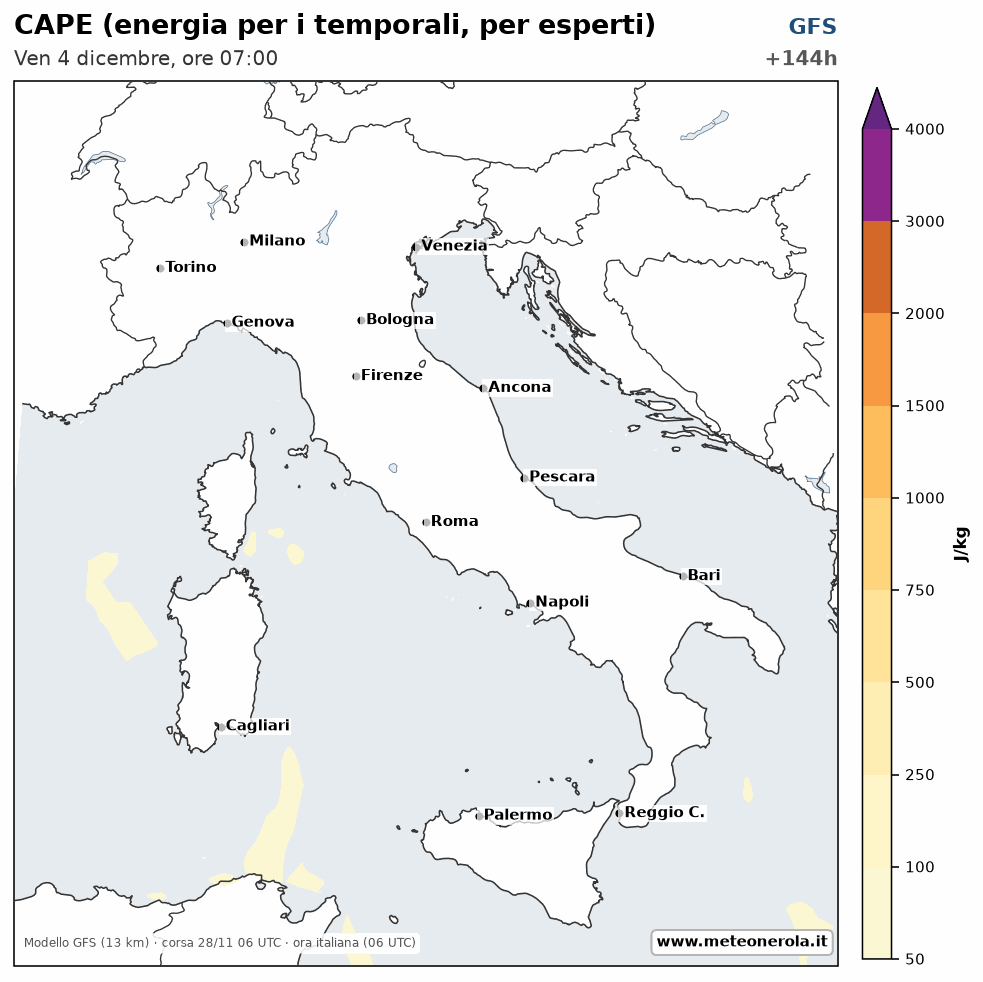 CAPE (energia per i temporali, per esperti)
GFS
Ven 4 dicembre, ore 07:00
+144h
4000
3000
2000
1500
1000
750
500
250
100
50
J/kg
Milano
Venezia
Torino
Genova
Bologna
Firenze
Ancona
Pescara
Roma
Bari
Napoli
Cagliari
Palermo
Reggio C.
Modello GFS (13 km) · corsa 28/11 06 UTC · ora italiana (06 UTC)
www.meteonerola.it